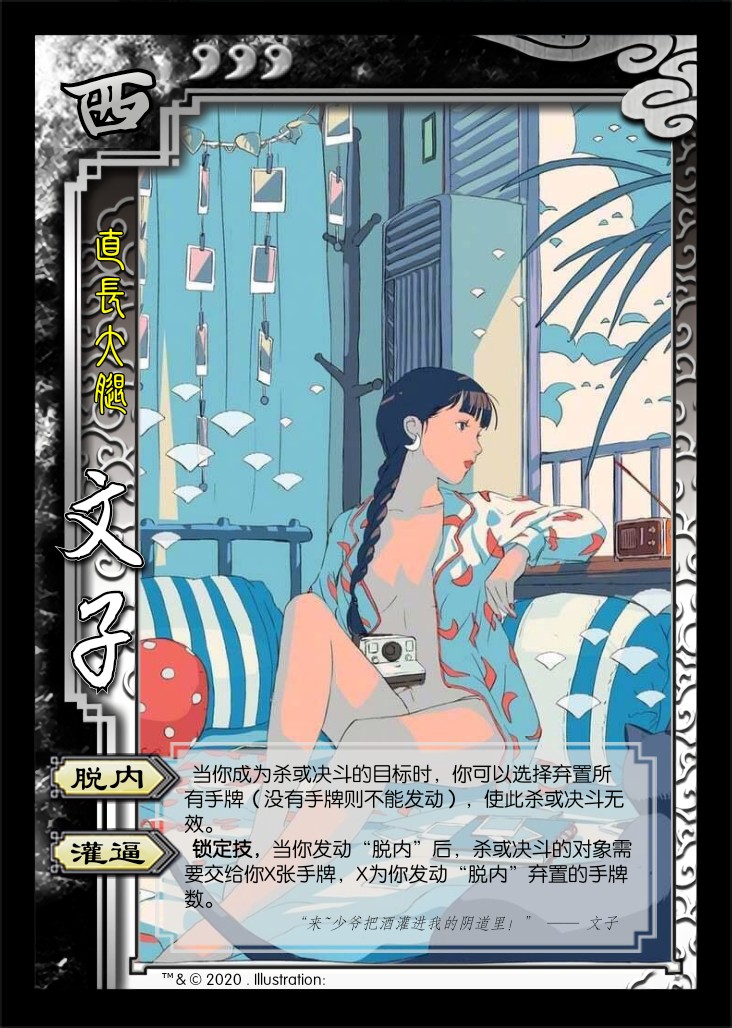 西
直長大腿
文子
脱内
当你成为杀或决斗的目标时，你可以选择弃置所
有手牌（没有手牌则不能发动），使此杀或决斗无
效。
灌逼
锁定技，当你发动“脱内”后，杀或决斗的对象需
要交给你X张手牌，X为你发动“脱内”弃置的手牌
数。
“来~少爷把酒灌进我的阴道里！” —— 文子
™& © 2020 . Illustration: